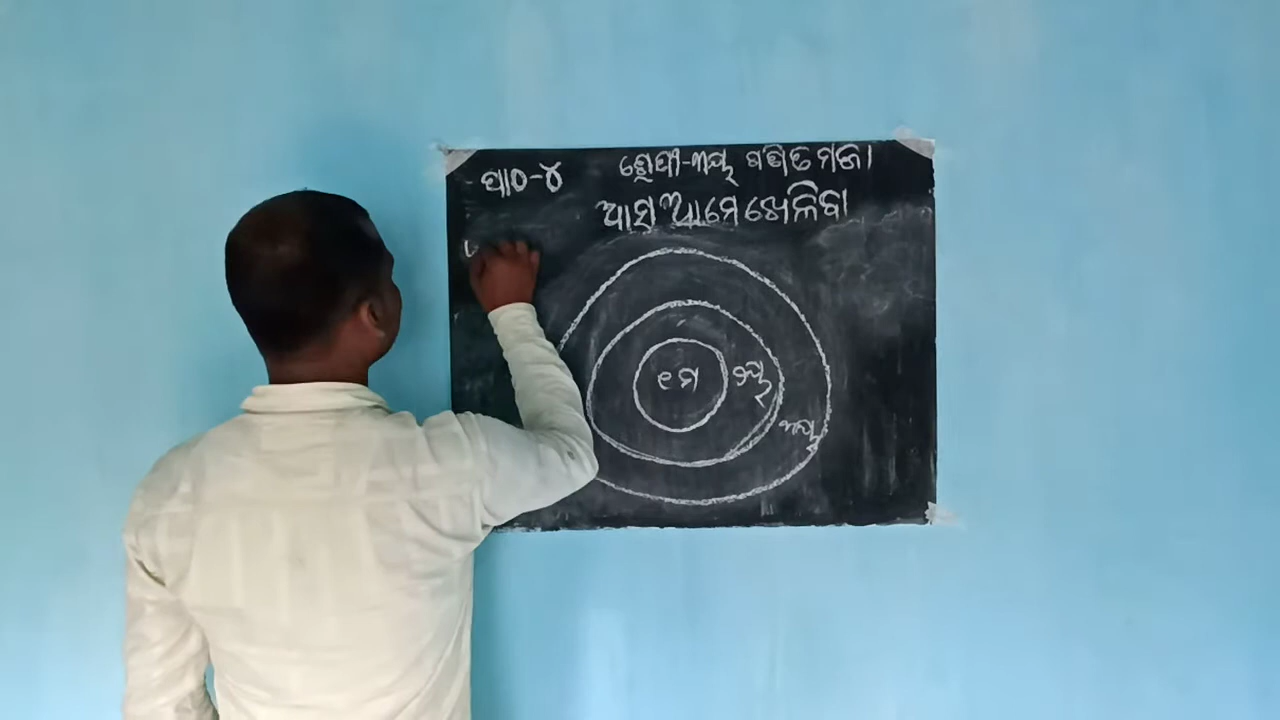 ପାଠ-୪
ଶ୍ରେଣୀ-୩ୟ ଗଣିତ ମଜା
ଆସ ଆମେ ଖେଳିବା
୧ମ
୨ୟ
୩ୟ